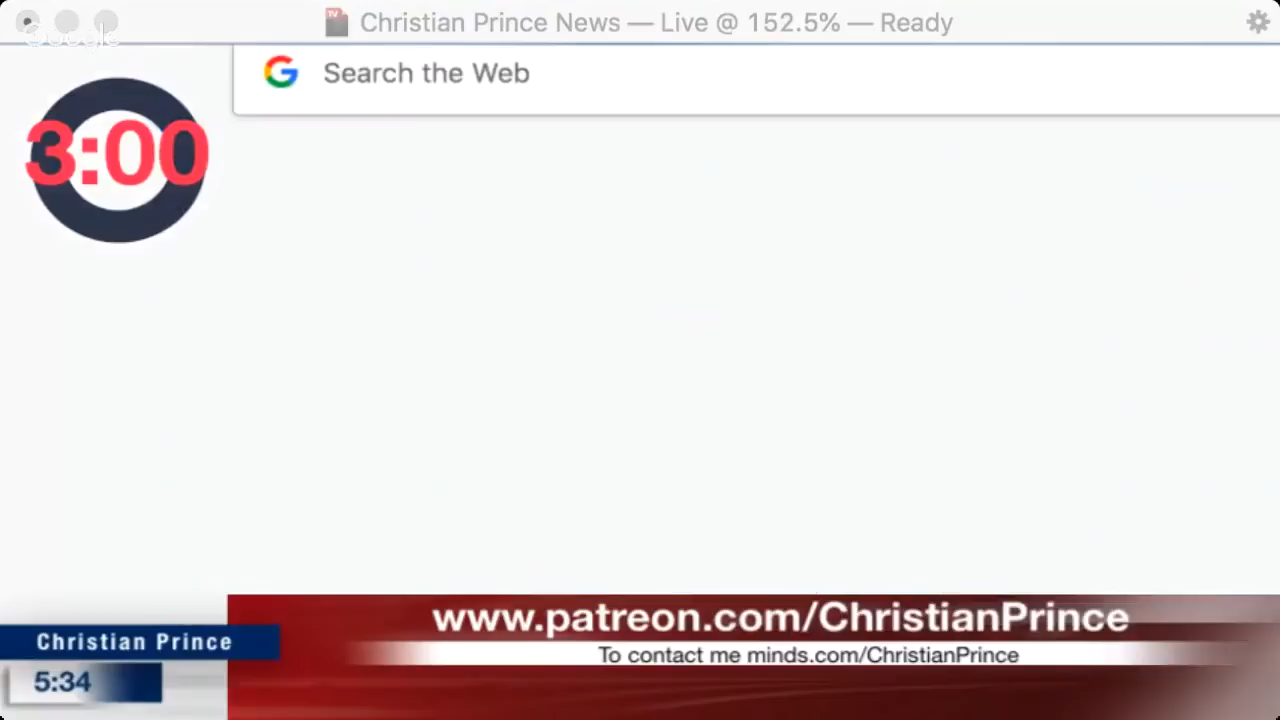 Christian Prince News — Live @ 152.5% — Ready
Google
Search the Web
3:00
www.patreon.com/ChristianPrince
Christian Prince
To contact me minds.com/ChristianPrince
5:34